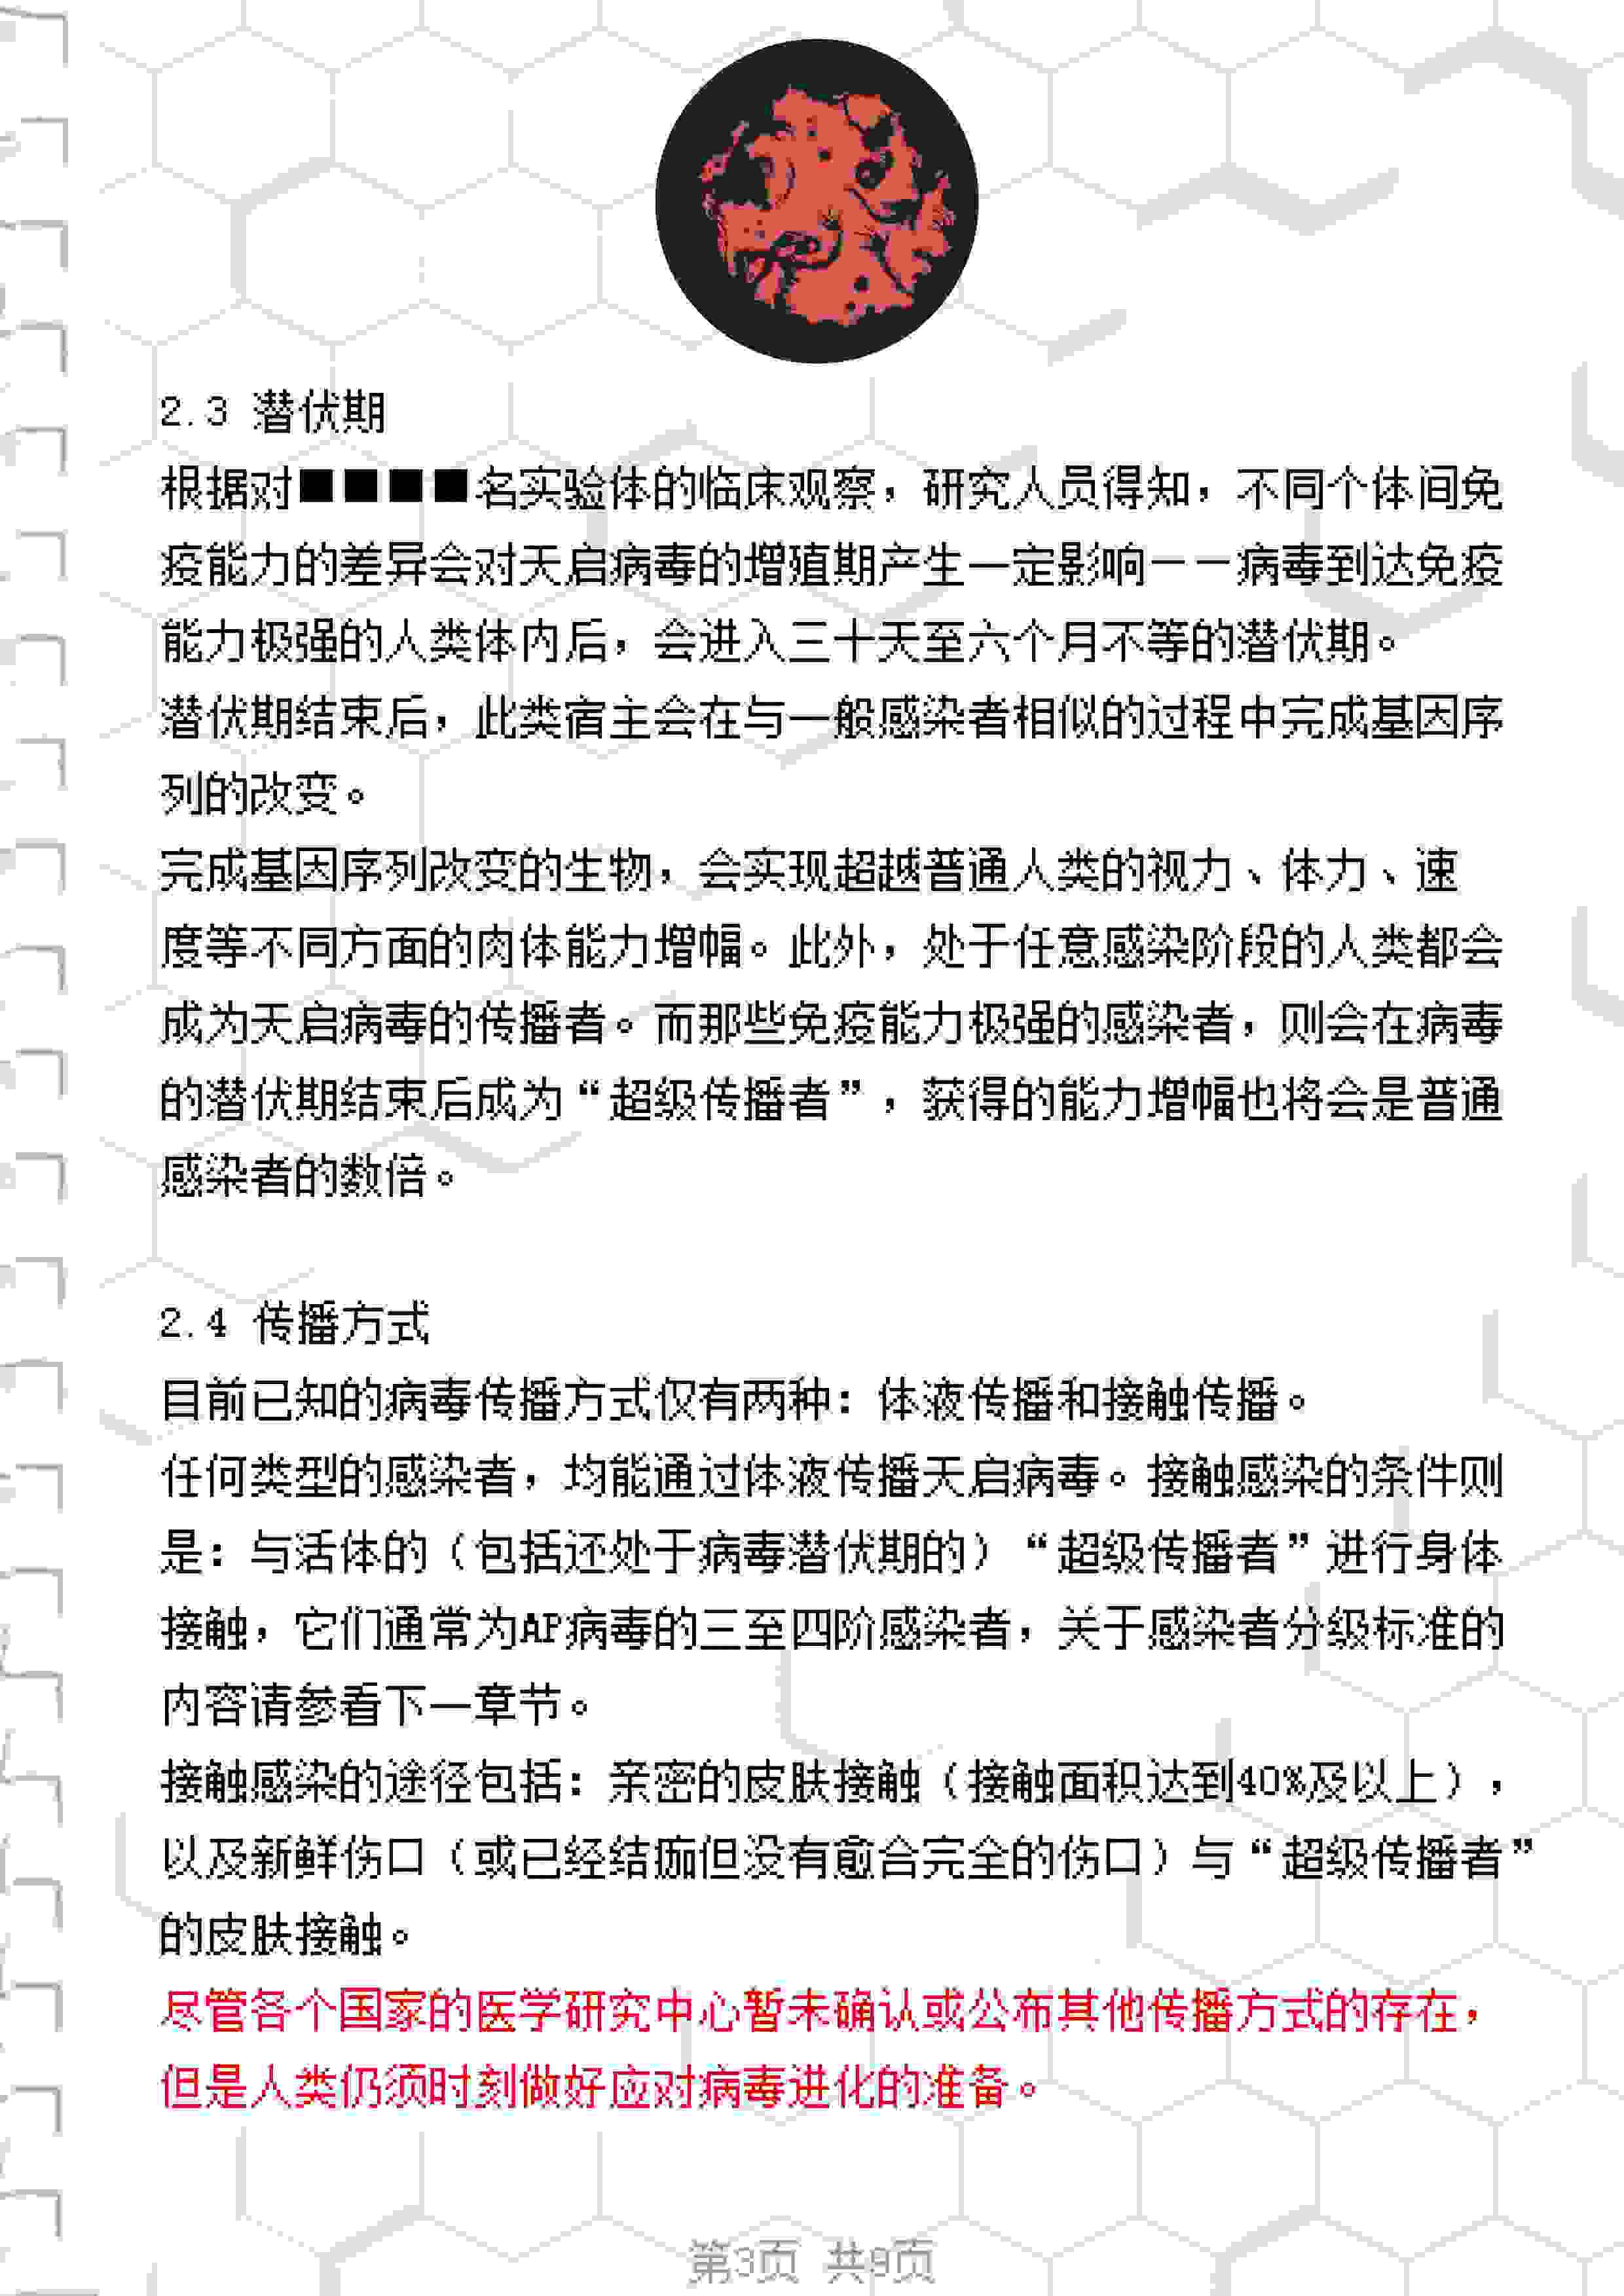 2.3 潜伏期
根据对■■■■名实验体的临床观察，研究人员得知，不同个体间免
疫能力的差异会对天启病毒的增殖期产生一定影响——病毒到达免疫
能力极强的人类体内后，会进入三十天至六个月不等的潜伏期。
潜伏期结束后，此类宿主会在与一般感染者相似的过程中完成基因序
列的改变。
完成基因序列改变的生物，会实现超越普通人类的视力、体力、速
度等不同方面的肉体能力增幅。此外，处于任意感染阶段的人类都会
成为天启病毒的传播者。而那些免疫能力极强的感染者，则会在病毒
的潜伏期结束后成为“超级传播者”，获得的能力增幅也将会是普通
感染者的数倍。
2.4 传播方式
目前已知的病毒传播方式仅有两种：体液传播和接触传播。
任何类型的感染者，均能通过体液传播天启病毒。接触感染的条件则
是：与活体的（包括还处于病毒潜伏期的）“超级传播者”进行身体
接触，它们通常为AP病毒的三至四阶感染者，关于感染者分级标准的
内容请参看下一章节。
接触感染的途径包括：亲密的皮肤接触（接触面积达到40%及以上），
以及新鲜伤口（或已经结痂但没有愈合完全的伤口）与“超级传播者”
的皮肤接触。
尽管各个国家的医学研究中心暂未确认或公布其他传播方式的存在，
但是人类仍须时刻做好应对病毒进化的准备。
第3页 共9页